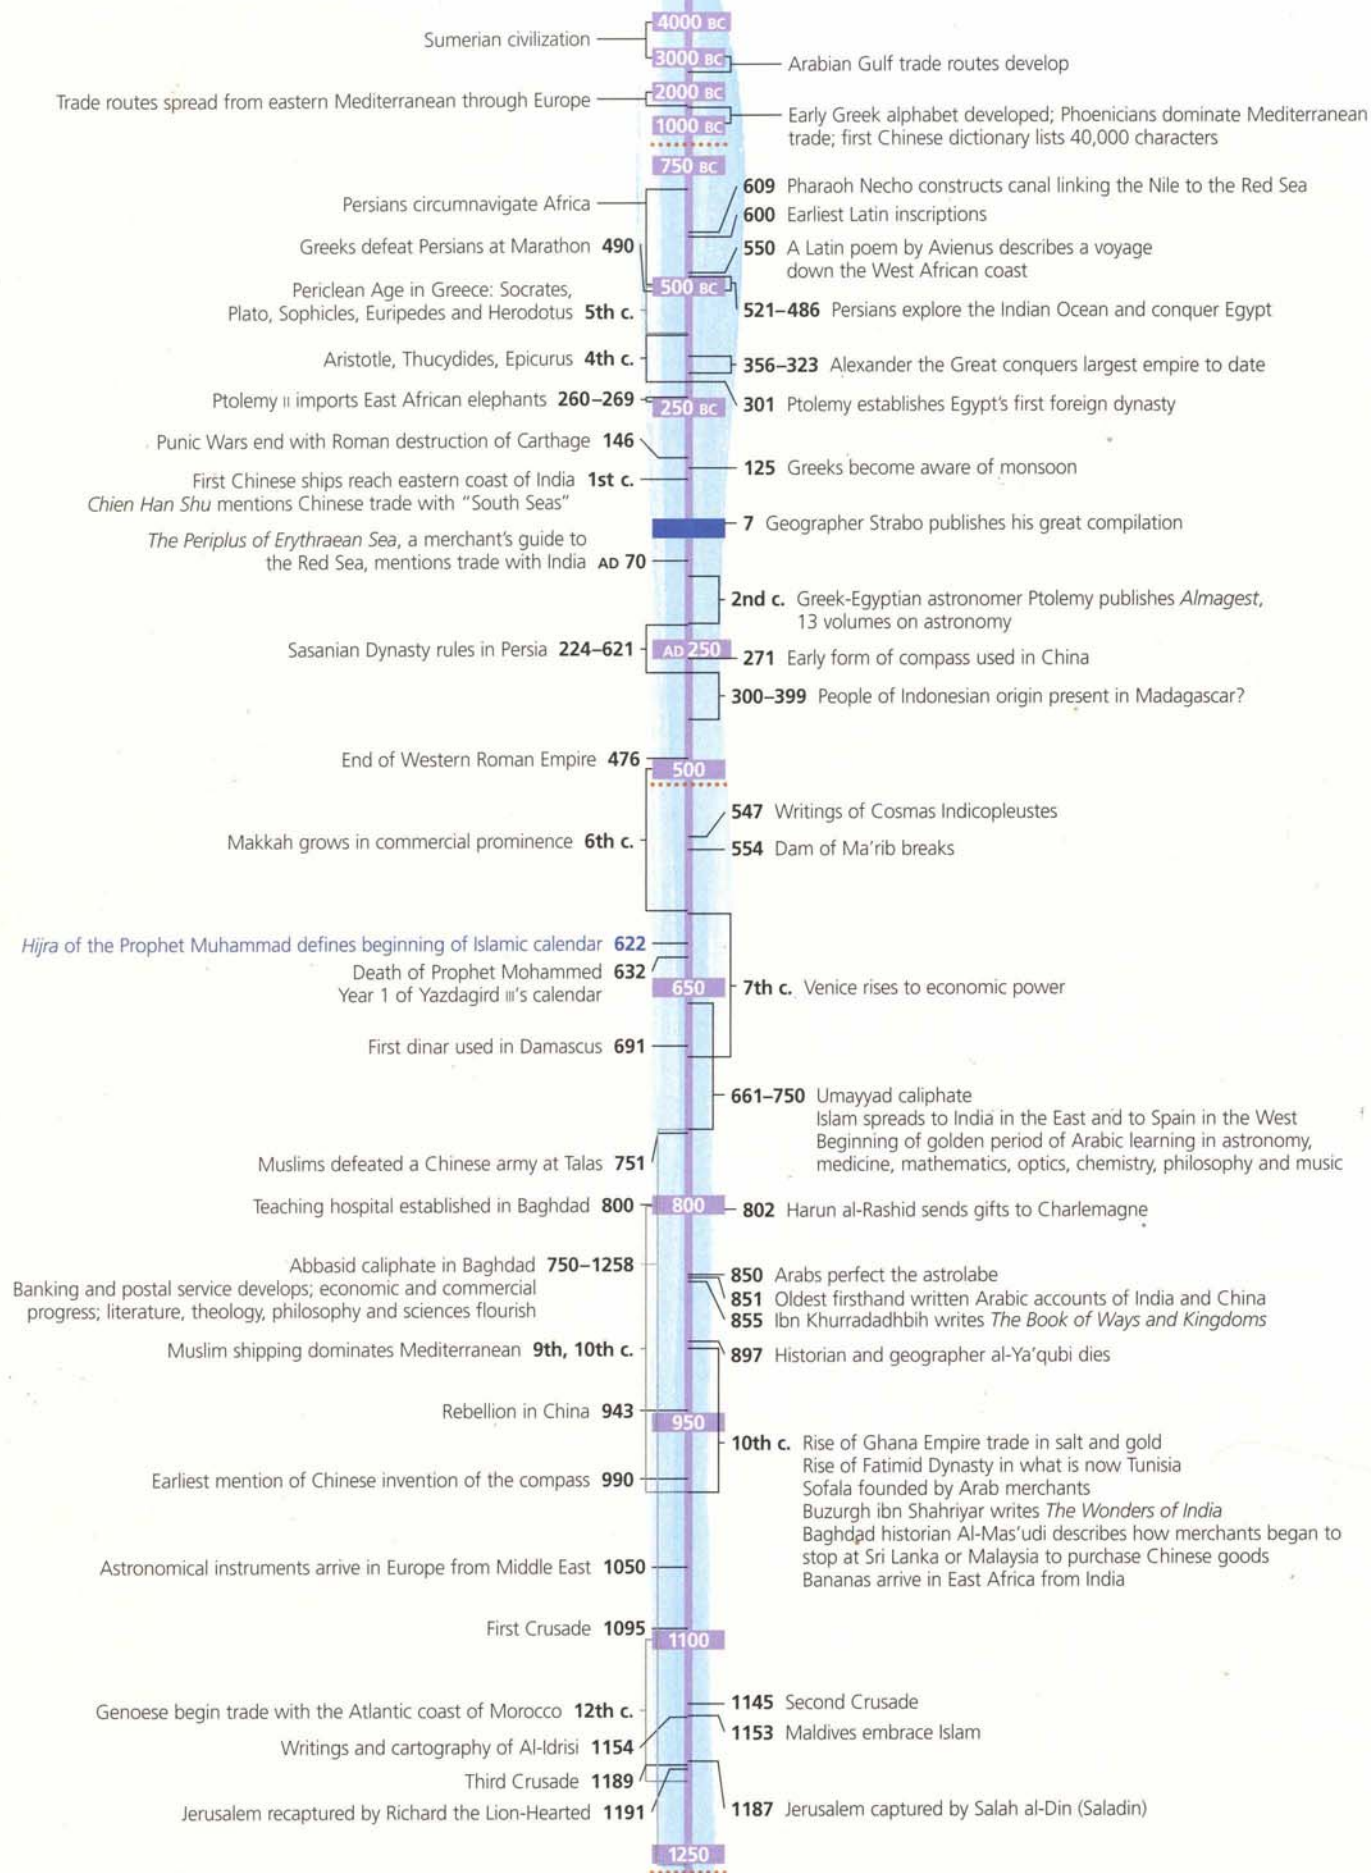 4000 BC
Sumerian civilization
3000 BC
Arabian Gulf trade routes develop
2000 BC
Trade routes spread from eastern Mediterranean through Europe
Early Greek alphabet developed; Phoenicians dominate Mediterranean
trade; first Chinese dictionary lists 40,000 characters
1000 BC
750 BC
609 Pharaoh Necho constructs canal linking the Nile to the Red Sea
Persians circumnavigate Africa
600 Earliest Latin inscriptions
Greeks defeat Persians at Marathon 490
550 A Latin poem by Avienus describes a voyage
down the West African coast
500 BC
Periclean Age in Greece: Socrates,
Plato, Sophicles, Euripedes and Herodotus 5th c.
521–486 Persians explore the Indian Ocean and conquer Egypt
Aristotle, Thucydides, Epicurus 4th c.
356–323 Alexander the Great conquers largest empire to date
Ptolemy II imports East African elephants 260–269
250 BC
301 Ptolemy establishes Egypt's first foreign dynasty
Punic Wars end with Roman destruction of Carthage 146
125 Greeks become aware of monsoon
First Chinese ships reach eastern coast of India 1st c.
Chien Han Shu mentions Chinese trade with "South Seas"
7 Geographer Strabo publishes his great compilation
The Periplus of Erythraean Sea, a merchant's guide to
the Red Sea, mentions trade with India AD 70
2nd c. Greek-Egyptian astronomer Ptolemy publishes Almagest,
13 volumes on astronomy
Sasanian Dynasty rules in Persia 224–621
AD 250
271 Early form of compass used in China
300–399 People of Indonesian origin present in Madagascar?
End of Western Roman Empire 476
500
547 Writings of Cosmas Indicopleustes
Makkah grows in commercial prominence 6th c.
554 Dam of Ma'rib breaks
Hijra of the Prophet Muhammad defines beginning of Islamic calendar 622
Death of Prophet Mohammed 632
Year 1 of Yazdagird III's calendar
650
7th c. Venice rises to economic power
First dinar used in Damascus 691
661–750 Umayyad caliphate
Islam spreads to India in the East and to Spain in the West
Beginning of golden period of Arabic learning in astronomy,
medicine, mathematics, optics, chemistry, philosophy and music
Muslims defeated a Chinese army at Talas 751
Teaching hospital established in Baghdad 800
800
802 Harun al-Rashid sends gifts to Charlemagne
Abbasid caliphate in Baghdad 750–1258
Banking and postal service develops; economic and commercial
progress; literature, theology, philosophy and sciences flourish
850 Arabs perfect the astrolabe
851 Oldest firsthand written Arabic accounts of India and China
855 Ibn Khurradadhbih writes The Book of Ways and Kingdoms
Muslim shipping dominates Mediterranean 9th, 10th c.
897 Historian and geographer al-Ya'qubi dies
Rebellion in China 943
950
10th c. Rise of Ghana Empire trade in salt and gold
Rise of Fatimid Dynasty in what is now Tunisia
Sofala founded by Arab merchants
Buzurgh ibn Shahriyar writes The Wonders of India
Baghdad historian Al-Mas'udi describes how merchants began to
stop at Sri Lanka or Malaysia to purchase Chinese goods
Bananas arrive in East Africa from India
Earliest mention of Chinese invention of the compass 990
Astronomical instruments arrive in Europe from Middle East 1050
First Crusade 1095
1100
1145 Second Crusade
Genoese begin trade with the Atlantic coast of Morocco 12th c.
1153 Maldives embrace Islam
Writings and cartography of Al-Idrisi 1154
Third Crusade 1189
Jerusalem recaptured by Richard the Lion-Hearted 1191
1187 Jerusalem captured by Salah al-Din (Saladin)
1250